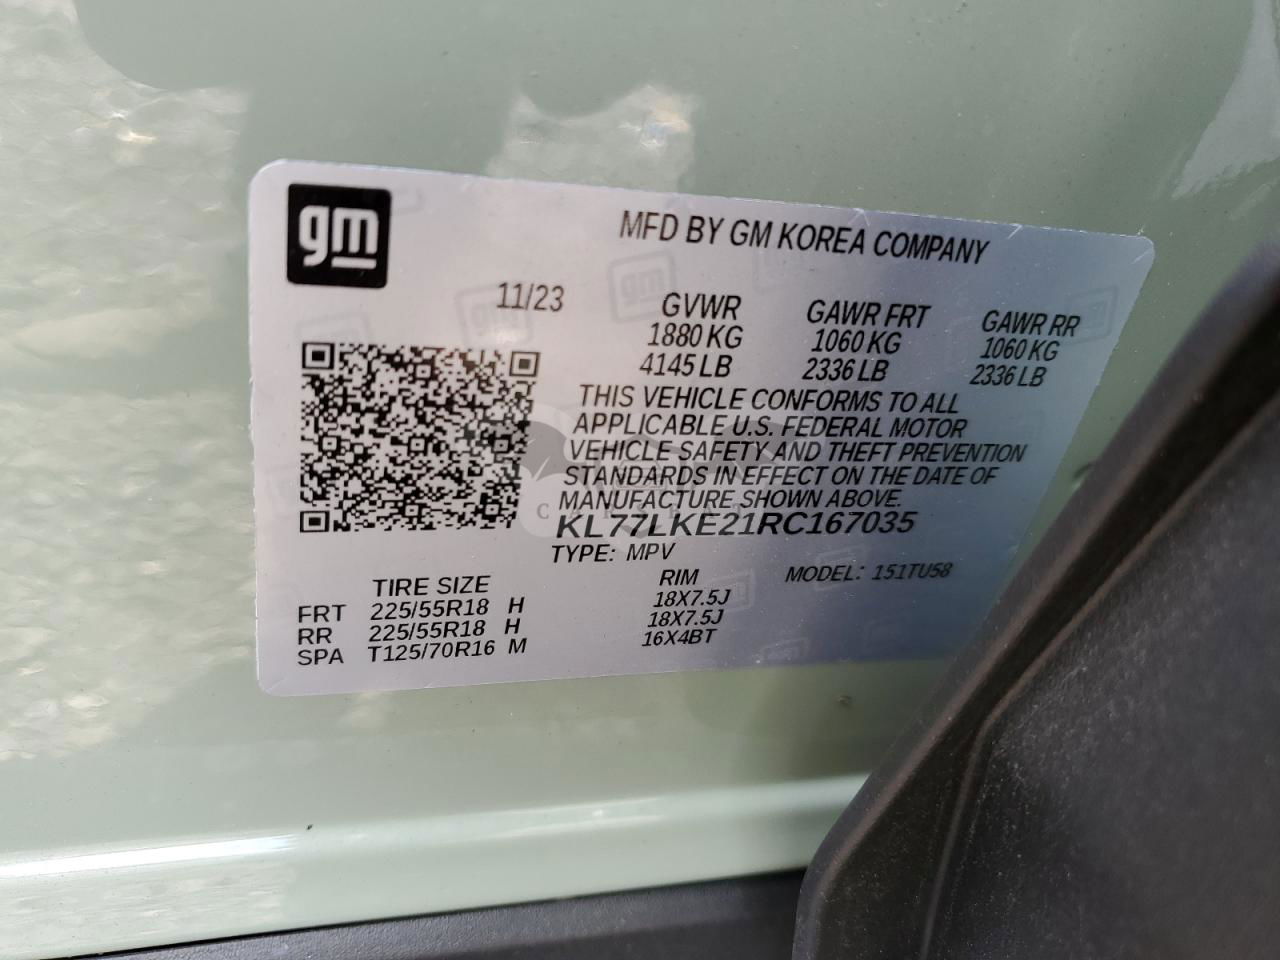 gm
MFD BY GM KOREA COMPANY
11/23 GVWR GAWR FRT GAWR RR
1880 KG 1060 KG 1060 KG
4145 LB 2336 LB 2336 LB
THIS VEHICLE CONFORMS TO ALL
APPLICABLE U.S. FEDERAL MOTOR
VEHICLE SAFETY AND THEFT PREVENTION
STANDARDS IN EFFECT ON THE DATE OF
MANUFACTURE SHOWN ABOVE.
KL77LKE21RC167035
TYPE: MPV MODEL: 151TU58
TIRE SIZE RIM
FRT 225/55R18 H 18X7.5J
RR 225/55R18 H 18X7.5J
SPA T125/70R16 M 16X4BT